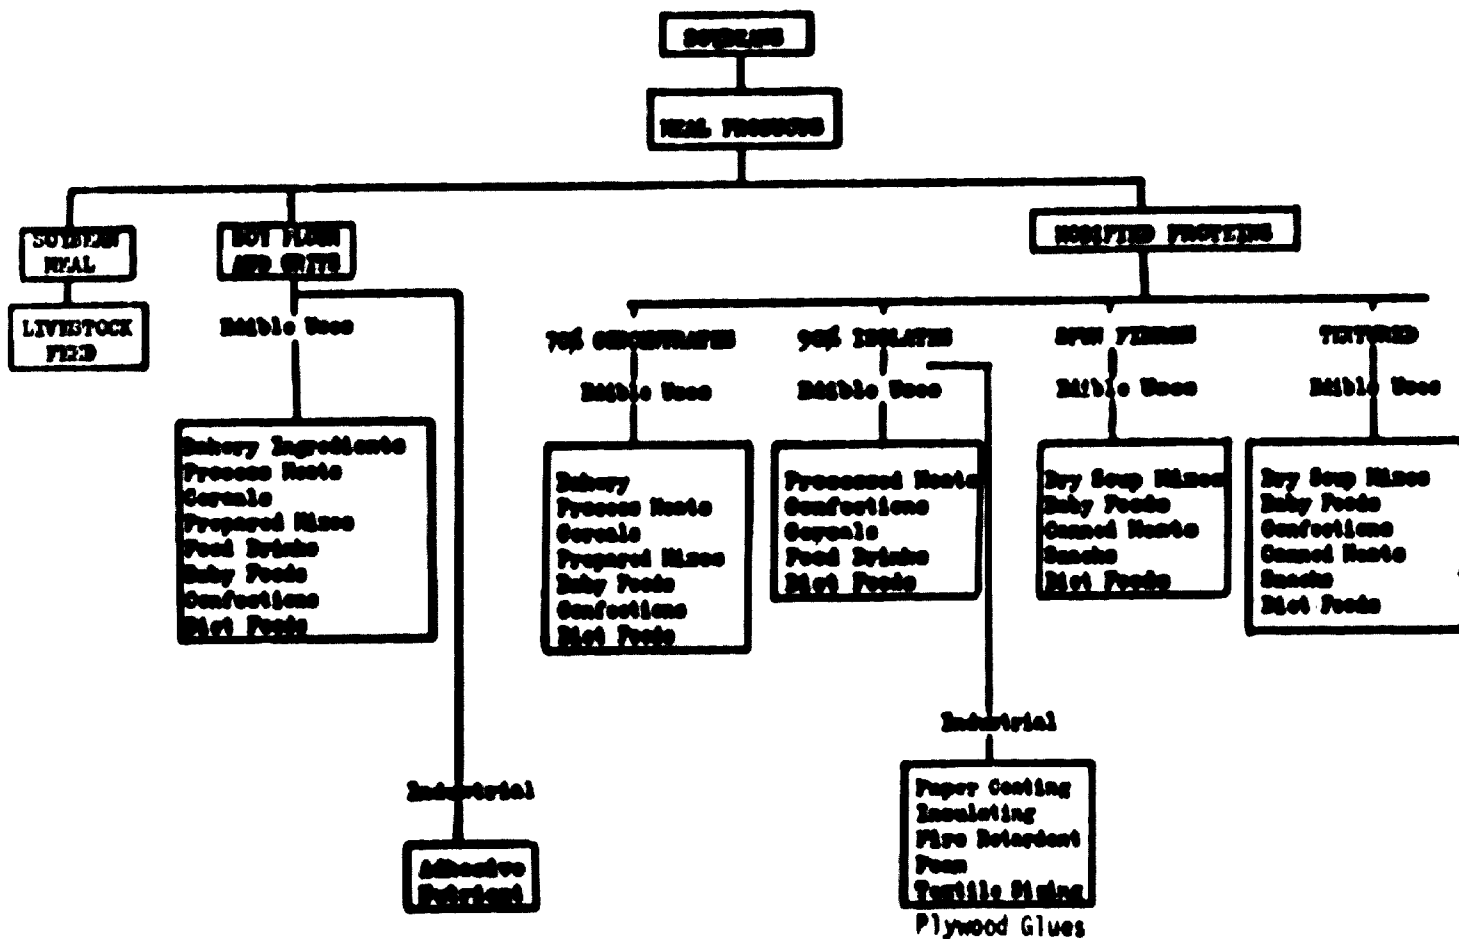 SOYBEANS
MEAL PRODUCTS
SOYBEAN
MEAL
SOY FLOUR
AND GRITS
MODIFIED PROTEINS
LIVESTOCK
FEED
Edible Uses
70% CONCENTRATES
90% ISOLATES
SPUN FIBRES
TEXTURED
Edible Uses
Edible Uses
Edible Uses
Edible Uses
Bakery Ingredients
Process Meats
Cereals
Prepared Mixes
Food Drinks
Baby Foods
Confections
Diet Foods
Bakery
Process Meats
Cereals
Prepared Mixes
Baby Foods
Confections
Diet Foods
Processed Meats
Confections
Cereals
Food Drinks
Diet Foods
Dry Soup Mixes
Baby Foods
Canned Meats
Snacks
Diet Foods
Dry Soup Mixes
Baby Foods
Confections
Canned Meats
Snacks
Diet Foods
Industrial
Adhesive
Nutrient
Industrial
Paper Coating
Insulating
Fire Retardent
Foam
Textile Sizing
Plywood Glues